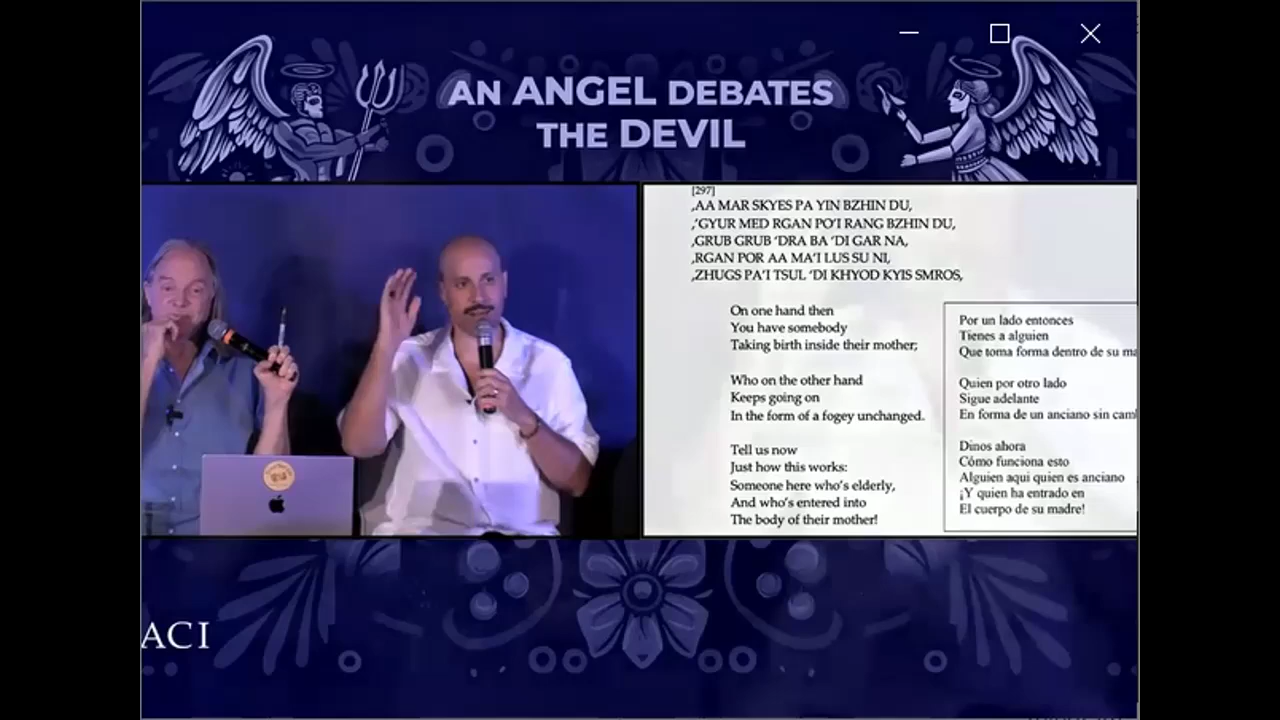 AN ANGEL DEBATES
THE DEVIL
[297]
,AA MAR SKYES PA YIN BZHIN DU,
,'GYUR MED RGAN PO'I RANG BZHIN DU,
,GRUB GRUB 'DRA BA 'DI GAR NA,
,RGAN POR AA MA'I LUS SU NI,
,ZHUGS PA'I TSUL 'DI KHYOD KYIS SMROS,
On one hand then
You have somebody
Taking birth inside their mother;
Who on the other hand
Keeps going on
In the form of a fogey unchanged.
Tell us now
Just how this works:
Someone here who's elderly,
And who's entered into
The body of their mother!
Por un lado entonces
Tienes a alguien
Que toma forma dentro de su
Quien por otro lado
Sigue adelante
En forma de un anciano sin
Dinos ahora
Cómo funciona esto
Alguien aquí quien es anciano
¡Y quien ha entrado en
El cuerpo de su madre!
ACI